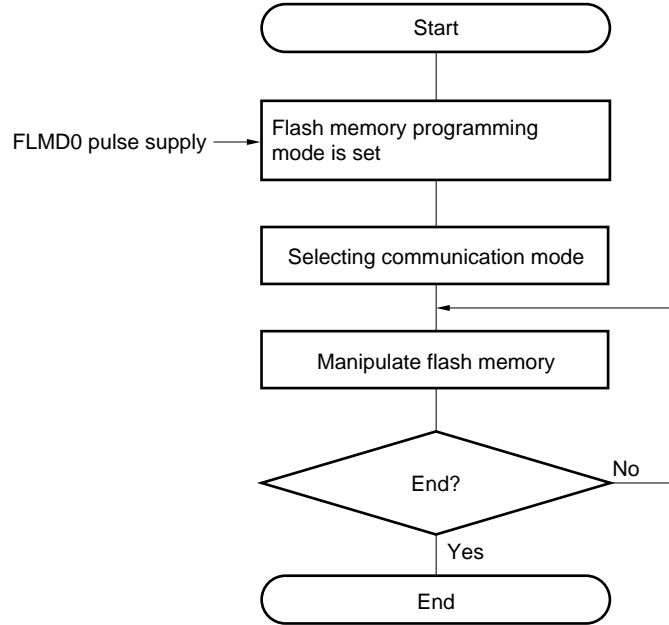 Start
FLMD0 pulse supply
Flash memory programming
mode is set
Selecting communication mode
Manipulate flash memory
End?
No
Yes
End